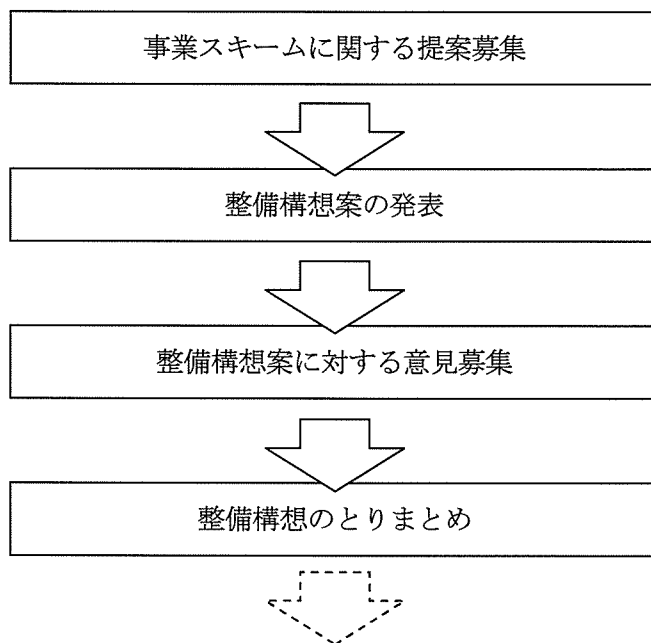 事業スキームに関する提案募集
整備構想案の発表
整備構想案に対する意見募集
整備構想のとりまとめ